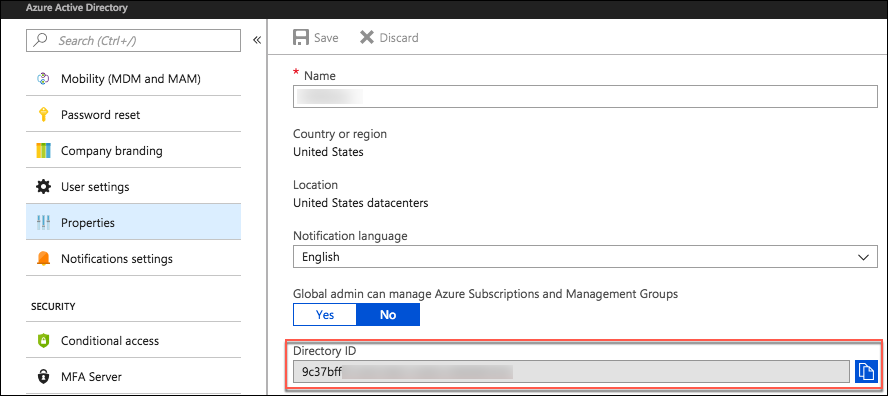 Azure Active Directory
Search (Ctrl+/)
«
Mobility (MDM and MAM)
Password reset
Company branding
User settings
Properties
Notifications settings
SECURITY
Conditional access
MFA Server
Save
Discard
* Name
Country or region
United States
Location
United States datacenters
Notification language
English
Global admin can manage Azure Subscriptions and Management Groups
Yes
No
Directory ID
9c37bff